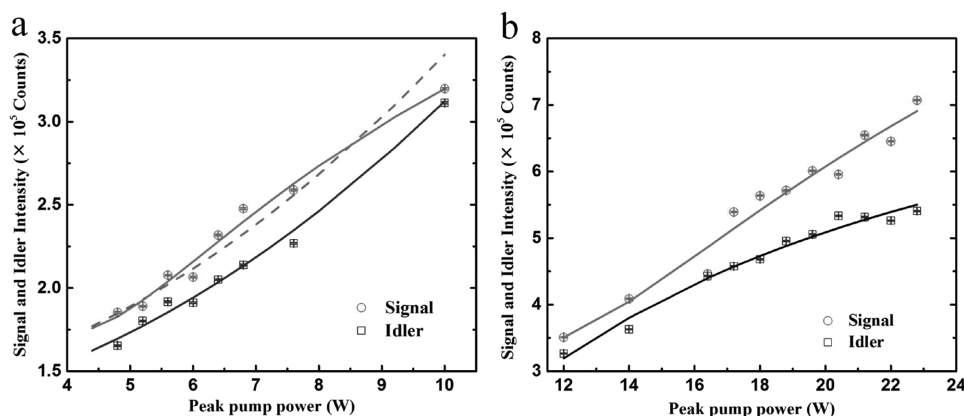 a
Signal and Idler Intensity (× 10⁵ Counts)
3.5
3.0
2.5
2.0
1.5
Signal
Idler
4 5 6 7 8 9 10
Peak pump power (W)
b
Signal and Idler Intensity (× 10⁵ Counts)
8
7
6
5
4
3
Signal
Idler
12 14 16 18 20 22 24
Peak pump power (W)